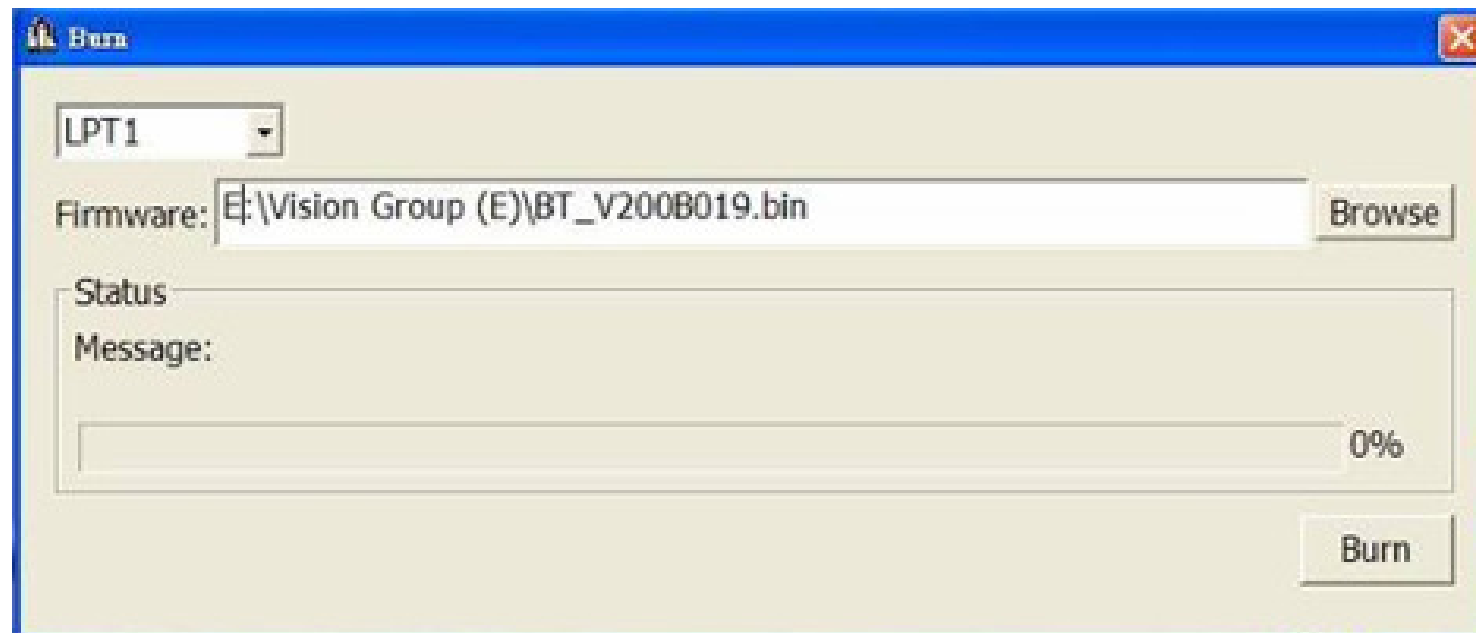 Burn
LPT1
Firmware: E:\Vision Group (E)\BT_V200B019.bin Browse
Status
Message:
0%
Burn